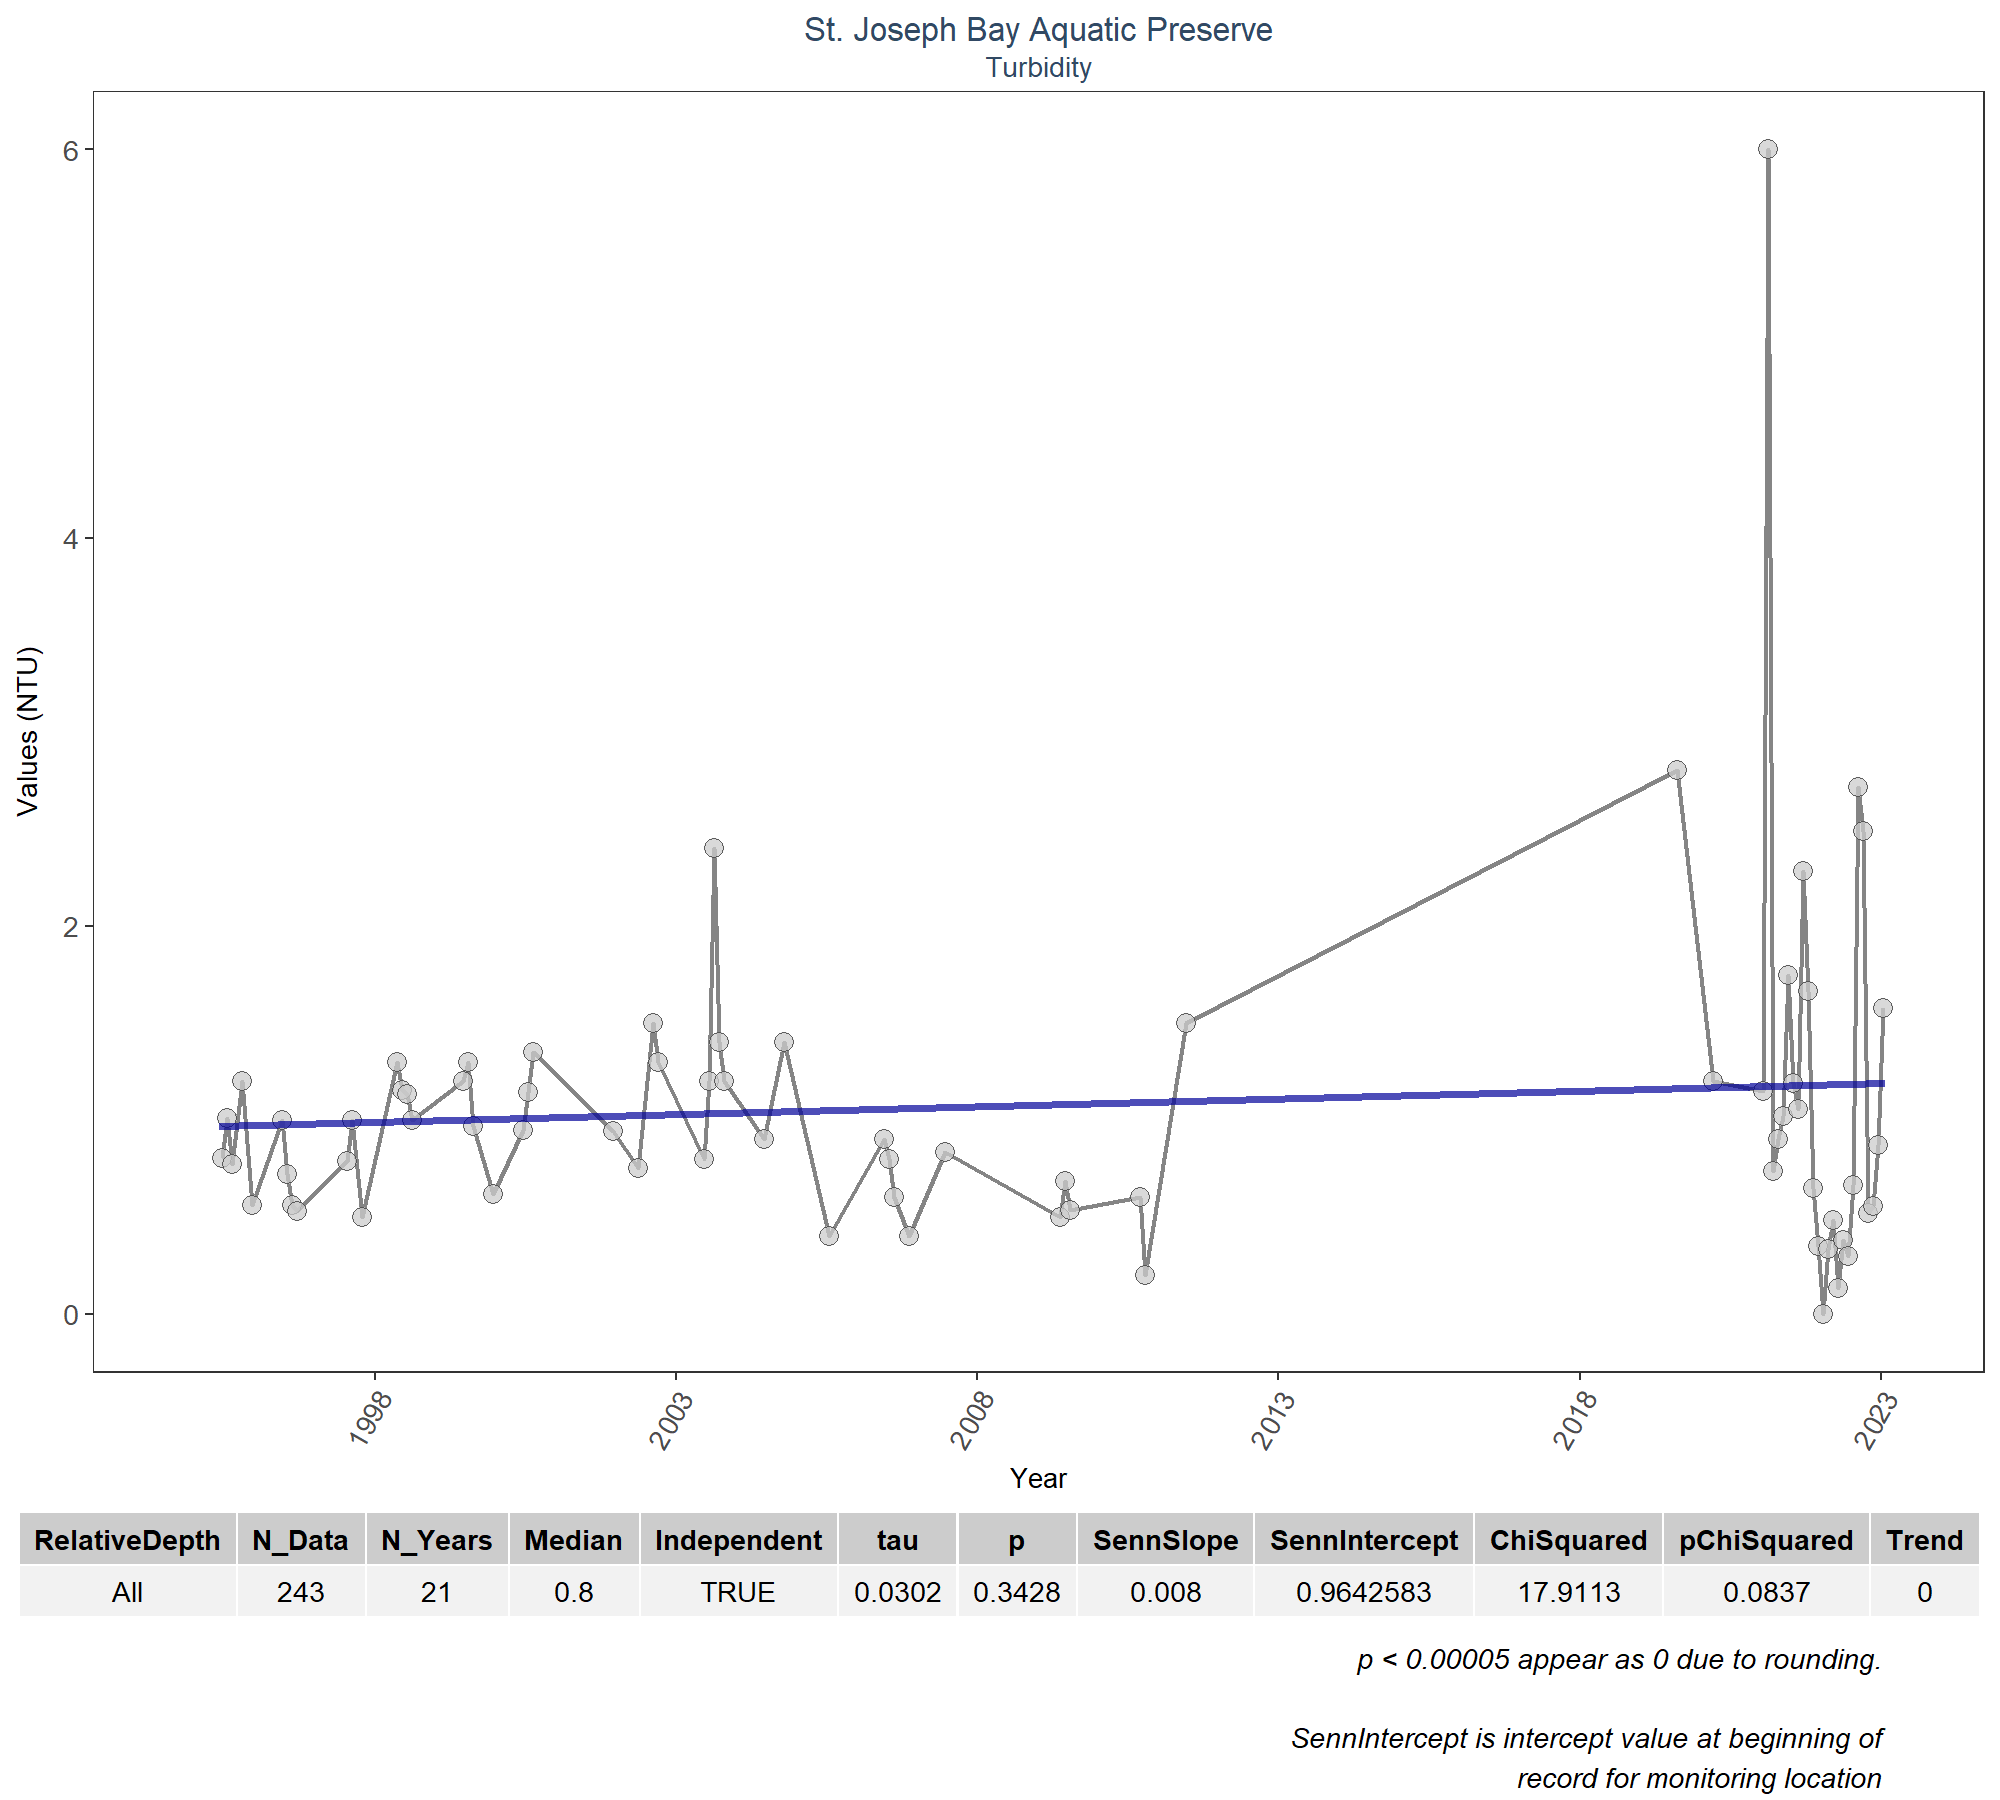 St. Joseph Bay Aquatic Preserve
Turbidity
6
4
2
0
Values (NTU)
1998 2003 2008 2013 2018 2023
Year
RelativeDepth N_Data N_Years Median Independent tau p SennSlope SennIntercept ChiSquared pChiSquared Trend
All 243 21 0.8 TRUE 0.0302 0.3428 0.008 0.9642583 17.9113 0.0837 0
p < 0.00005 appear as 0 due to rounding.
SennIntercept is intercept value at beginning of
record for monitoring location